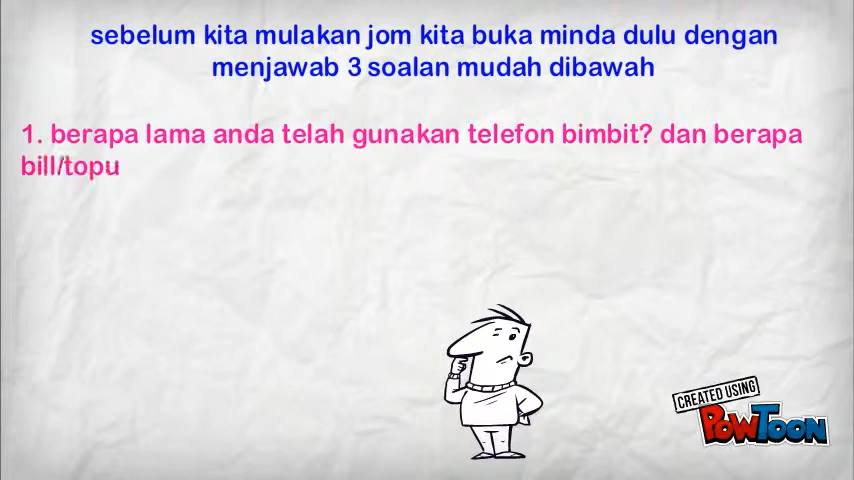 sebelum kita mulakan jom kita buka minda dulu dengan
menjawab 3 soalan mudah dibawah
1. berapa lama anda telah gunakan telefon bimbit? dan berapa
bill/topu
CREATED USING
POWTOON